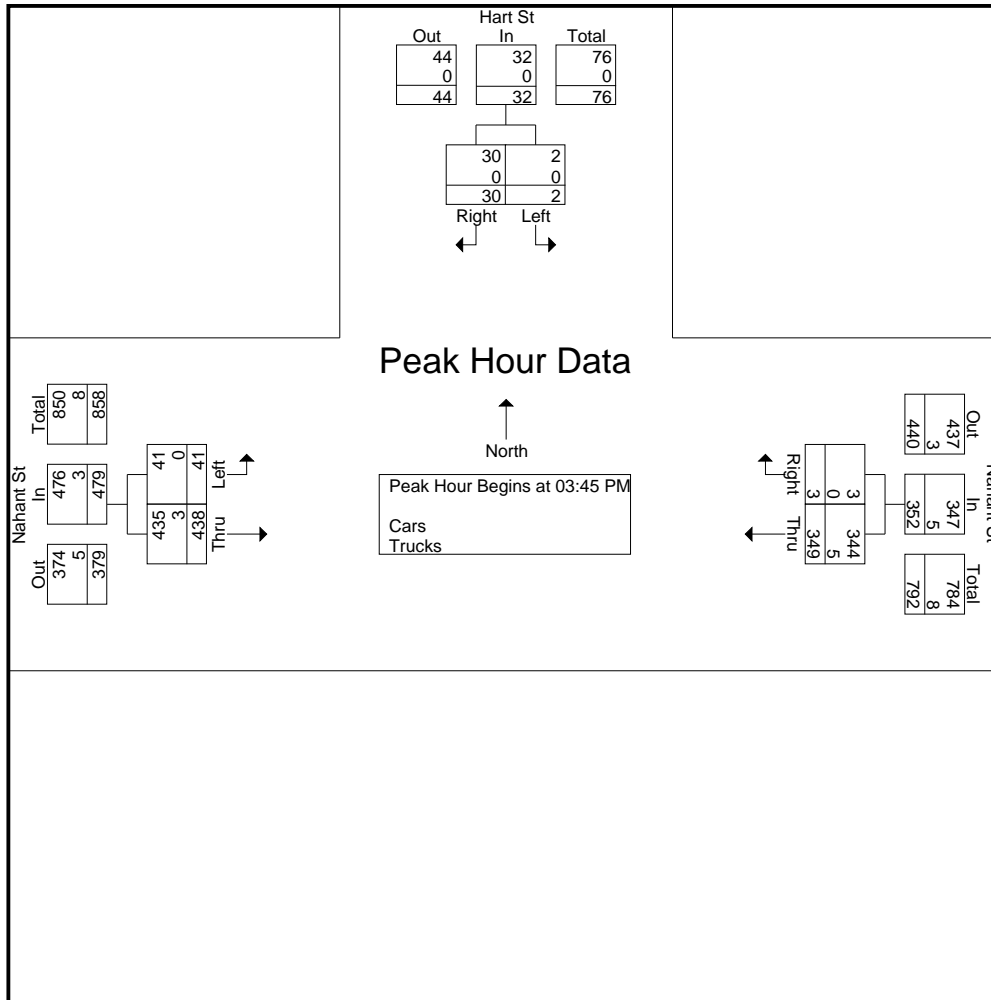 Hart St
Out In Total
44 32 76
0 0 0
44 32 76
30 2
0 0
30 2
Right Left
Peak Hour Data
North
Peak Hour Begins at 03:45 PM
Cars
Trucks
Nahant St
Out In Total
374 476 850
5 3 8
379 479 858
435 41
3 0
438 41
Thru Left
Nahant St
Out In Total
437 347 784
3 5 8
440 352 792
3 344
0 5
3 349
Right Thru